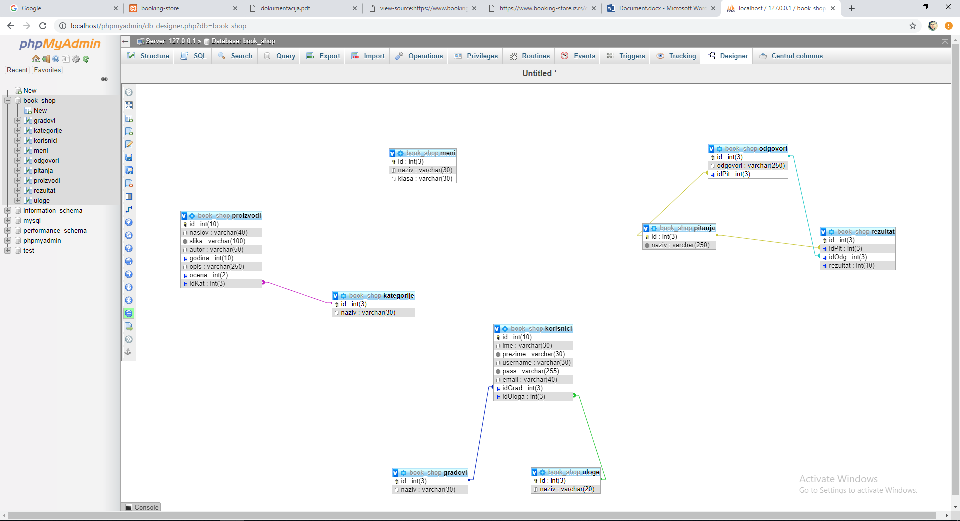 Google
booking-store
dokumentacija.pdf
view-source:https://www.booking
https://www.booking-store.rs/ul
Document.docx - Microsoft Word
localhost / 127.0.0.1 / book_shop
localhost/phpmyadmin/db_designer.php?db=book_shop
phpMyAdmin
Recent Favorites
New
book_shop
New
gradovi
kategorije
korisnici
meni
odgovori
pitanja
proizvodi
rezultat
uloge
information_schema
mysql
performance_schema
phpmyadmin
test
Server: 127.0.0.1 » Database: book_shop
Structure SQL Search Query Export Import Operations Privileges Routines Events Triggers Tracking Designer Central columns
Untitled *
book_shop meni
id : int(3)
naziv : varchar(30)
klasa : varchar(30)
book_shop odgovori
id : int(3)
odgovori : varchar(250)
idPit : int(3)
book_shop proizvodi
id : int(10)
naslov : varchar(40)
slika : varchar(100)
autor : varchar(50)
godina : int(10)
opis : varchar(250)
ocena : int(2)
idKat : int(3)
book_shop pitanja
id : int(3)
naziv : varchar(250)
book_shop rezultat
id : int(3)
idPit : int(3)
idOdg : int(3)
rezultat : int(10)
book_shop kategorije
id : int(3)
naziv : varchar(30)
book_shop korisnici
id : int(10)
ime : varchar(30)
prezime : varchar(30)
username : varchar(30)
pass : varchar(255)
email : varchar(40)
idGrad : int(3)
idUloga : int(3)
book_shop gradovi
id : int(3)
naziv : varchar(30)
book_shop uloge
id : int(3)
naziv : varchar(20)
Activate Windows
Go to Settings to activate Windows.
Console